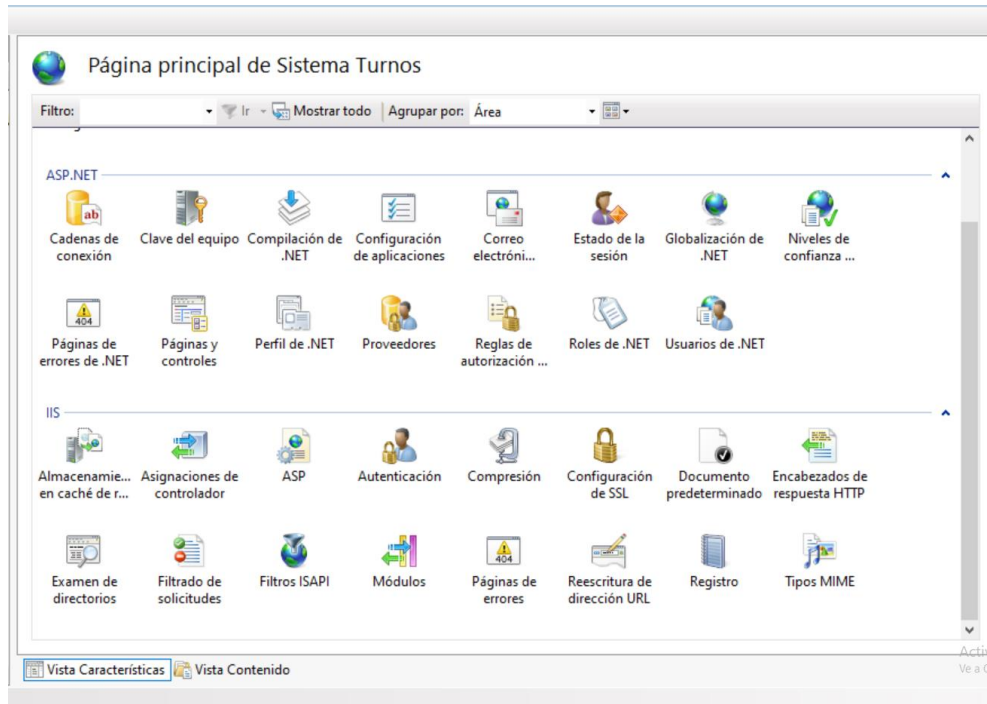 Página principal de Sistema Turnos
Filtro: Ir Mostrar todo Agrupar por: Área
ASP.NET
Cadenas de conexión
Clave del equipo
Compilación de .NET
Configuración de aplicaciones
Correo electróni...
Estado de la sesión
Globalización de .NET
Niveles de confianza ...
404
Páginas de errores de .NET
Páginas y controles
Perfil de .NET
Proveedores
Reglas de autorización ...
Roles de .NET
Usuarios de .NET
IIS
Almacenamie... en caché de r...
Asignaciones de controlador
ASP
Autenticación
Compresión
Configuración de SSL
Documento predeterminado
Encabezados de respuesta HTTP
Examen de directorios
Filtrado de solicitudes
Filtros ISAPI
Módulos
404
Páginas de errores
Reescritura de dirección URL
Registro
Tipos MIME
Vista Características Vista Contenido
Acti
Ve a C